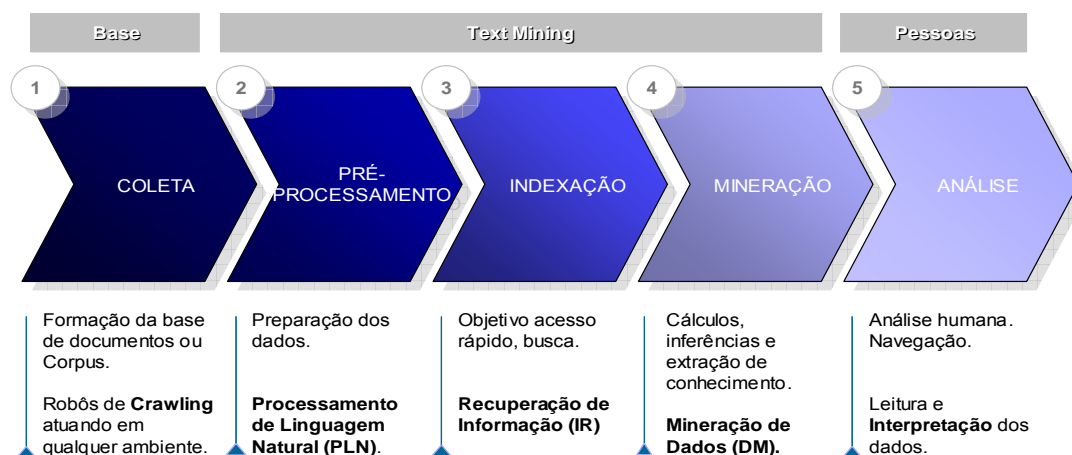 Base
Text Mining
Pessoas
1
2
3
4
5
COLETA
PRÉ-
PROCESSAMENTO
INDEXAÇÃO
MINERAÇÃO
ANÁLISE
Formação da base
de documentos ou
Corpus.
Robôs de Crawling
atuando em
qualquer ambiente.
Preparação dos
dados.
Processamento
de Linguagem
Natural (PLN).
Objetivo acesso
rápido, busca.
Recuperação de
Informação (IR)
Cálculos,
inferências e
extração de
conhecimento.
Mineração de
Dados (DM).
Análise humana.
Navegação.
Leitura e
Interpretação dos
dados.